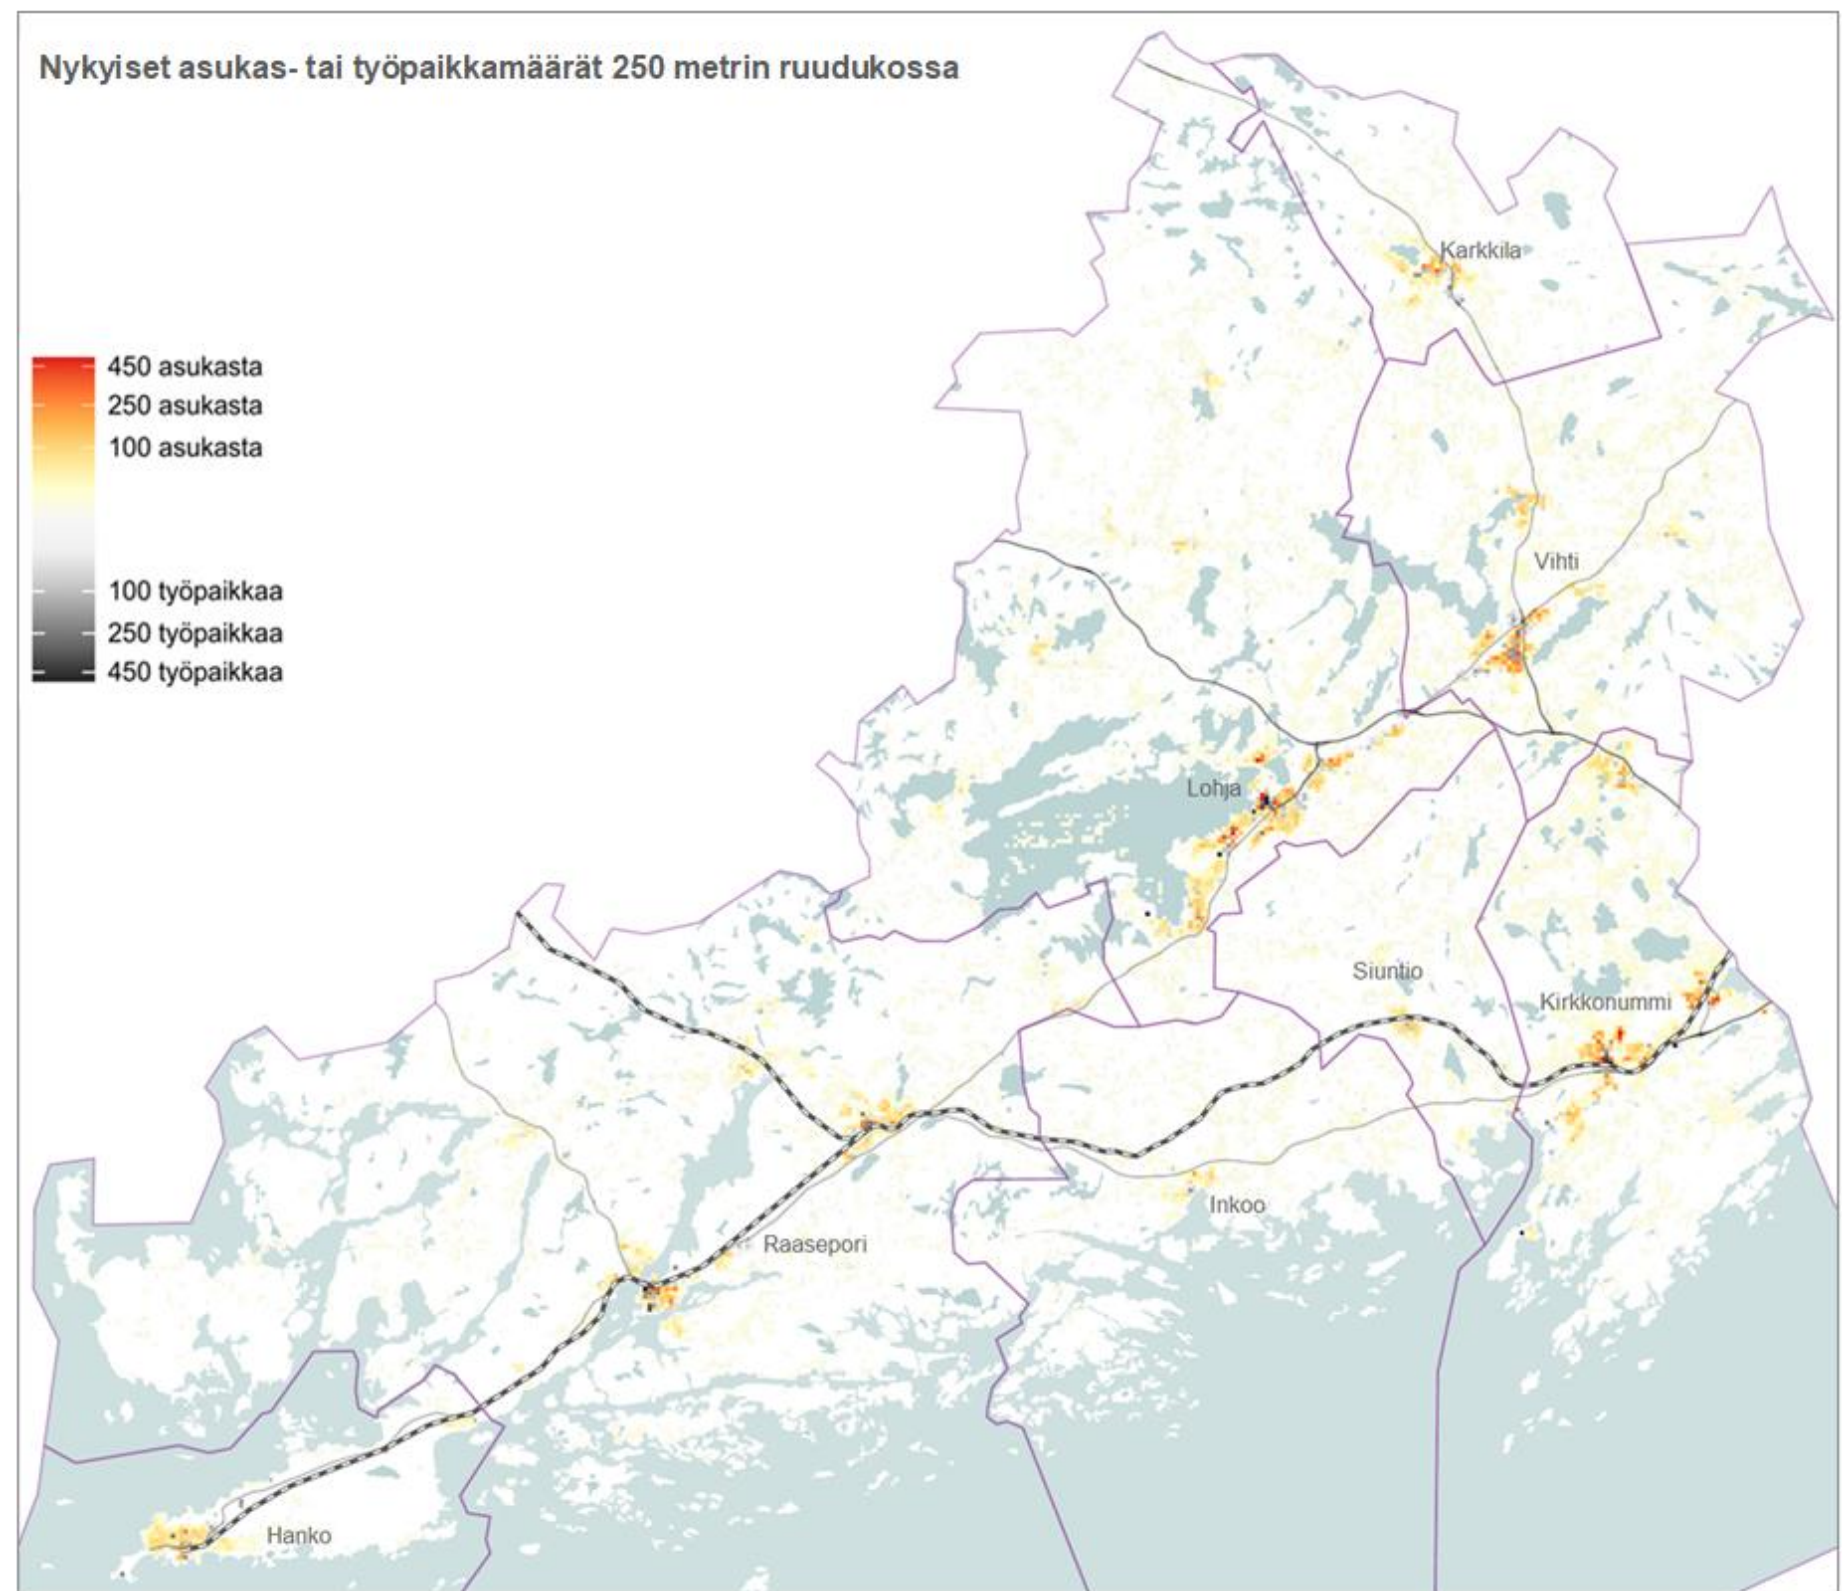 Nykyiset asukas- tai työpaikkamäärät 250 metrin ruudukossa
Karkkila
450 asukasta
250 asukasta
100 asukasta
Vihti
100 työpaikkaa
250 työpaikkaa
450 työpaikkaa
Lohja
Siuntio
Kirkkonummi
Inkoo
Raasepori
Hanko